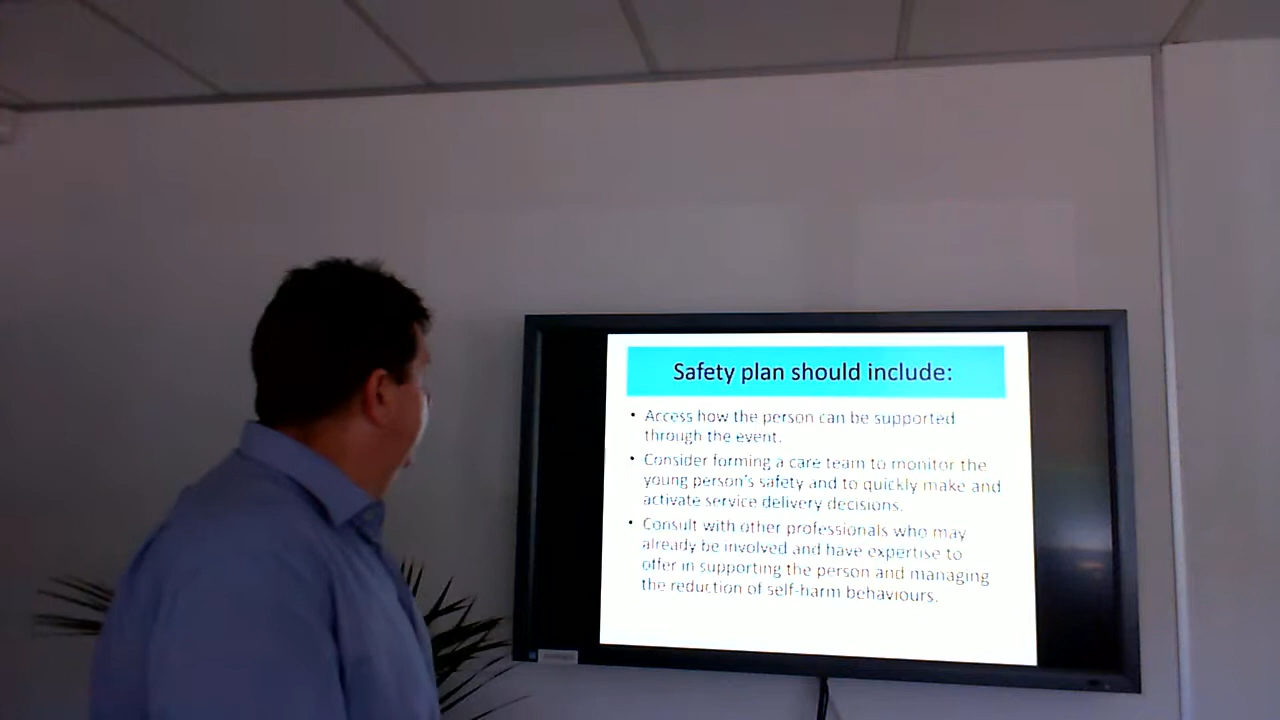 Safety plan should include:
• Access how the person can be supported
through the event.
• Consider forming a care team to monitor the
young person's safety and to quickly make and
activate service delivery decisions.
• Consult with other professionals who may
already be involved and have expertise to
offer in supporting the person and managing
the reduction of self-harm behaviours.